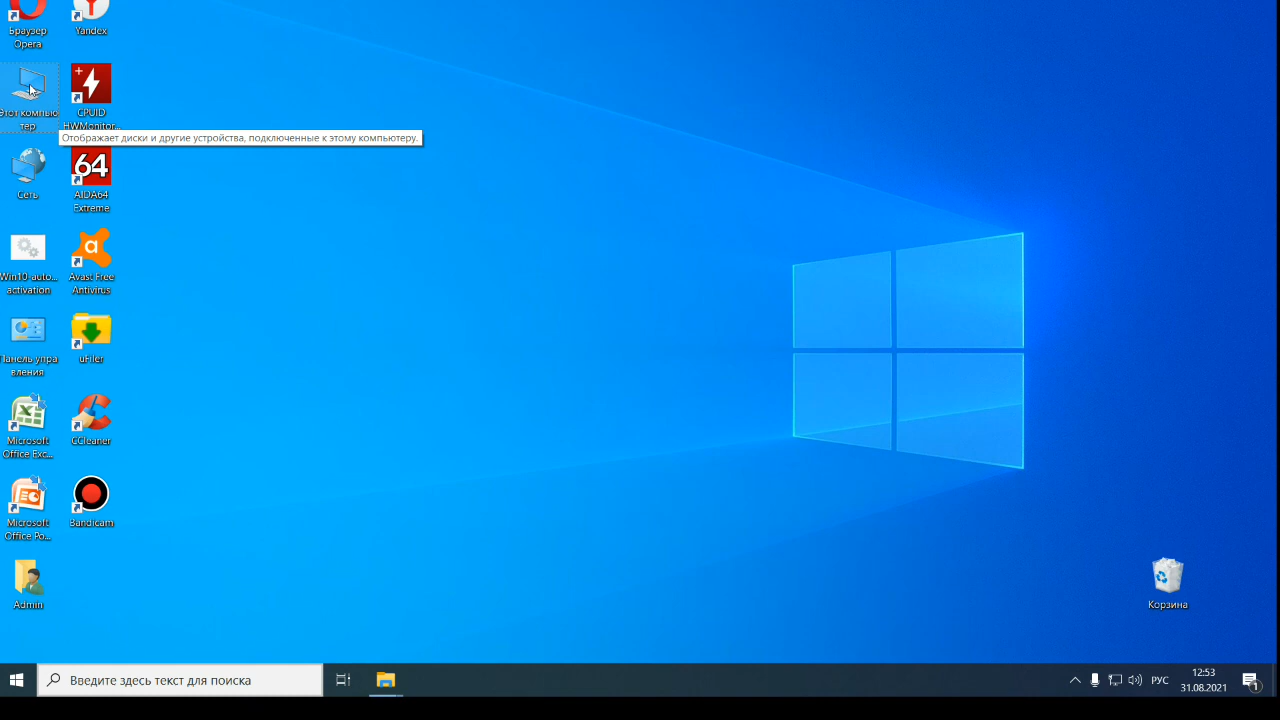 Браузер
Opera
Yandex
Этот компью
тер
CPUID
HWMonitor...
Отображает диски и другие устройства, подключенные к этому компьютеру.
Сеть
64
AIDA64
Extreme
Win10-auto...
activation
a
Avast Free
Antivirus
Панель упра
вления
uFiler
Microsoft
Office Exc...
CCleaner
Microsoft
Office Po...
Bandicam
Admin
Корзина
Введите здесь текст для поиска
РУС
12:53
31.08.2021
1